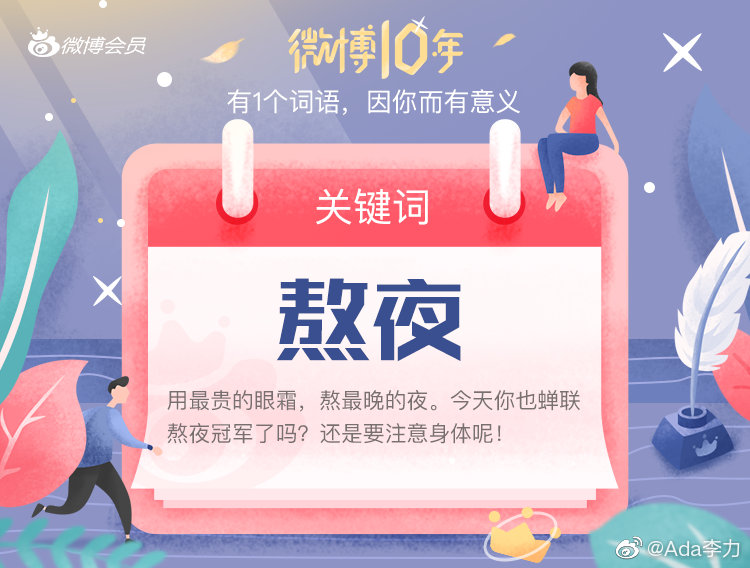 微博会员
微博10年
有1个词语，因你而有意义
关键词
熬夜
用最贵的眼霜，熬最晚的夜。今天你也蝉联
熬夜冠军了吗？还是要注意身体呢！
@Ada李力